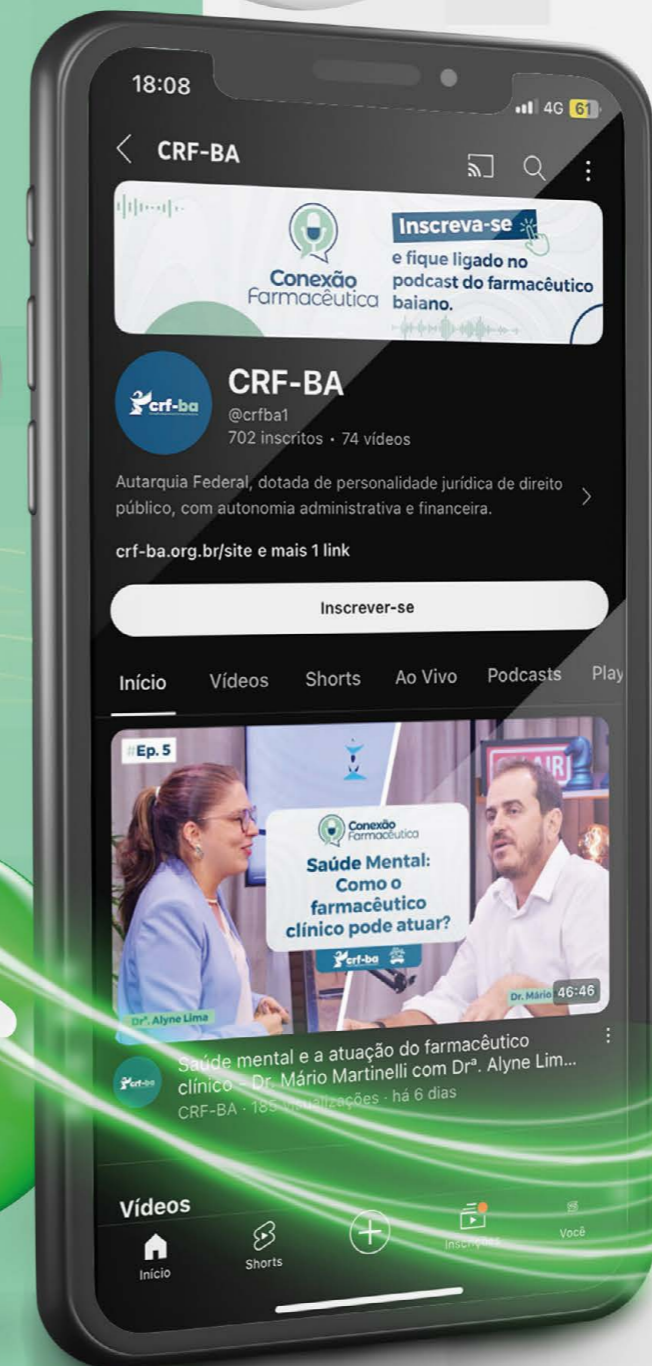 18:08
4G 61
CRF-BA
Conexão
Farmacêutica
Inscreva-se
e fique ligado no
podcast do farmacêutico
baiano.
crf-ba
CRF-BA
@crfba1
702 inscritos • 74 vídeos
Autarquia Federal, dotada de personalidade jurídica de direito
público, com autonomia administrativa e financeira.
crf-ba.org.br/site e mais 1 link
Inscrever-se
Início Vídeos Shorts Ao Vivo Podcasts Play
#Ep. 5
Conexão
Farmacêutica
Saúde Mental:
Como o
farmacêutico
clínico pode atuar?
crf-ba
Drª. Alyne Lima
Dr. Mário 46:46
crf-ba
Saúde mental e a atuação do farmacêutico
clínico - Dr. Mário Martinelli com Drª. Alyne Lim...
CRF-BA · 185 visualizações · há 6 dias
Vídeos
Início Shorts Inscrições Você